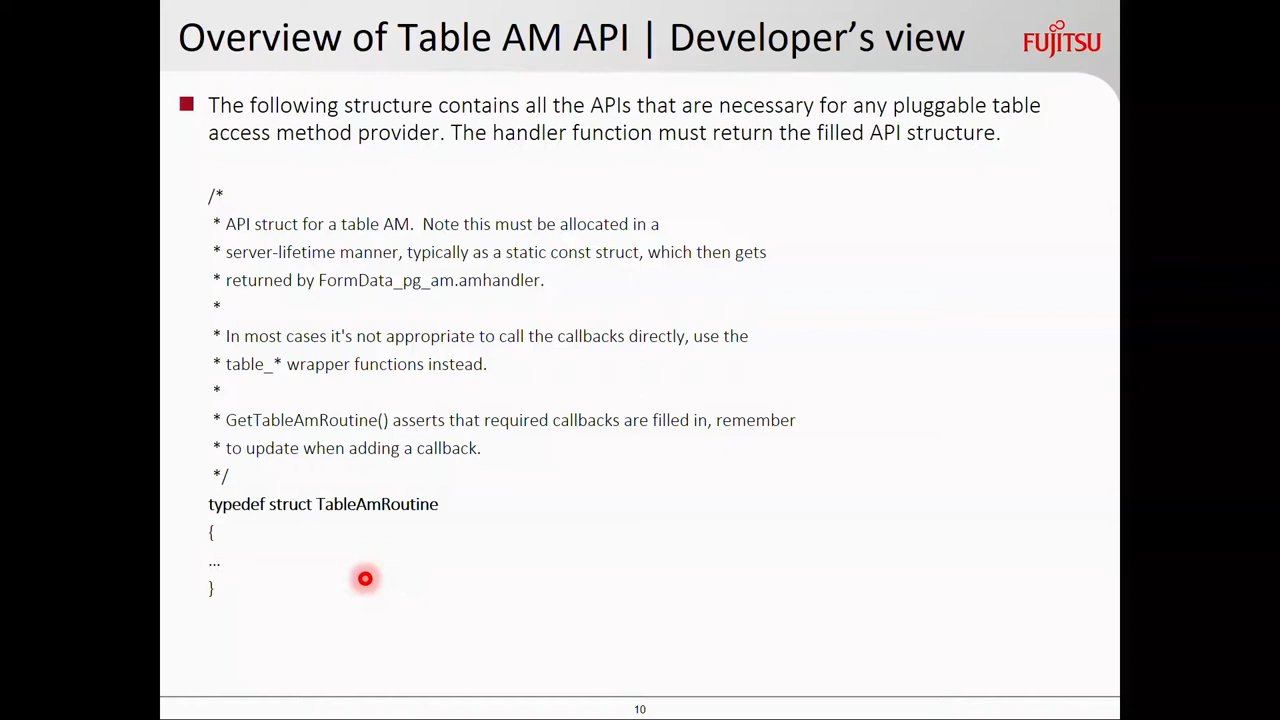 Overview of Table AM API | Developer's view
FUJITSU
The following structure contains all the APIs that are necessary for any pluggable table
access method provider. The handler function must return the filled API structure.
/*
* API struct for a table AM.  Note this must be allocated in a
* server-lifetime manner, typically as a static const struct, which then gets
* returned by FormData_pg_am.amhandler.
*
* In most cases it's not appropriate to call the callbacks directly, use the
* table_* wrapper functions instead.
*
* GetTableAmRoutine() asserts that required callbacks are filled in, remember
* to update when adding a callback.
*/
typedef struct TableAmRoutine
{
...
}
10